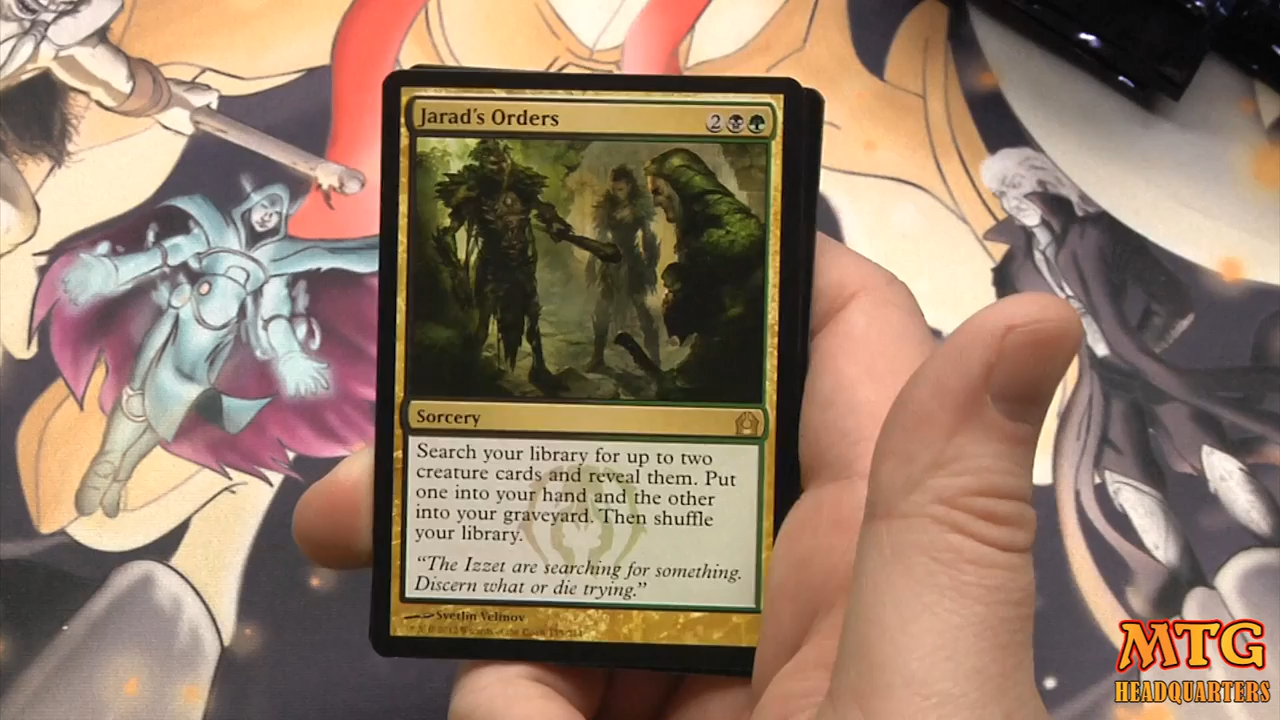 Jarad's Orders 2
Sorcery
Search your library for up to two
creature cards and reveal them. Put
one into your hand and the other
into your graveyard. Then shuffle
your library.
"The Izzet are searching for something.
Discern what or die trying."
Svetlin Velinov
MTG
HEADQUARTERS